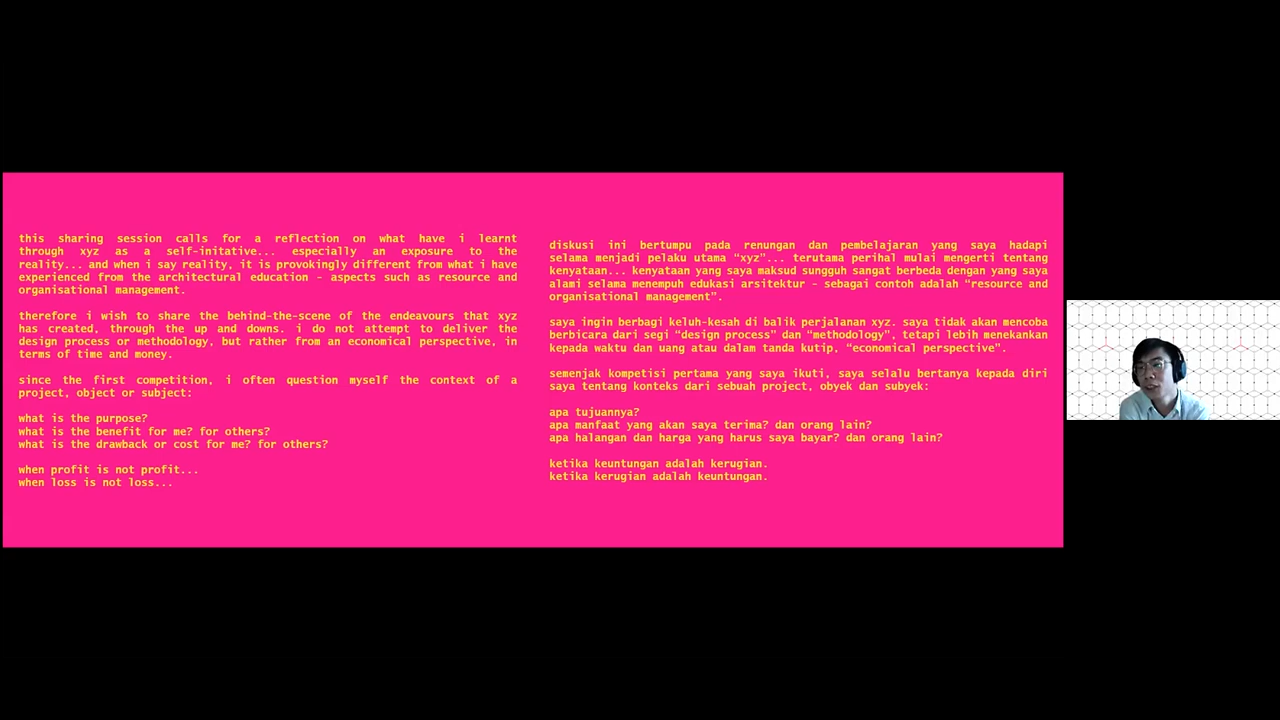 this sharing session calls for a reflection on what have i learnt
through xyz as a self-initative... especially an exposure to the
reality... and when i say reality, it is provokingly different from what i have
experienced from the architectural education - aspects such as resource and
organisational management.
therefore i wish to share the behind-the-scene of the endeavours that xyz
has created, through the up and downs. i do not attempt to deliver the
design process or methodology, but rather from an economical perspective, in
terms of time and money.
since the first competition, i often question myself the context of a
project, object or subject:
what is the purpose?
what is the benefit for me? for others?
what is the drawback or cost for me? for others?
when profit is not profit...
when loss is not loss...
diskusi ini bertumpu pada renungan dan pembelajaran yang saya hadapi
selama menjadi pelaku utama “xyz”... terutama perihal mulai mengerti tentang
kenyataan... kenyataan yang saya maksud sungguh sangat berbeda dengan yang saya
alami selama menempuh edukasi arsitektur - sebagai contoh adalah “resource and
organisational management”.
saya ingin berbagi keluh-kesah di balik perjalanan xyz. saya tidak akan mencoba
berbicara dari segi “design process” dan “methodology”, tetapi lebih menekankan
kepada waktu dan uang atau dalam tanda kutip, “economical perspective”.
semenjak kompetisi pertama yang saya ikuti, saya selalu bertanya kepada diri
saya tentang konteks dari sebuah project, obyek dan subyek:
apa tujuannya?
apa manfaat yang akan saya terima? dan orang lain?
apa halangan dan harga yang harus saya bayar? dan orang lain?
ketika keuntungan adalah kerugian.
ketika kerugian adalah keuntungan.